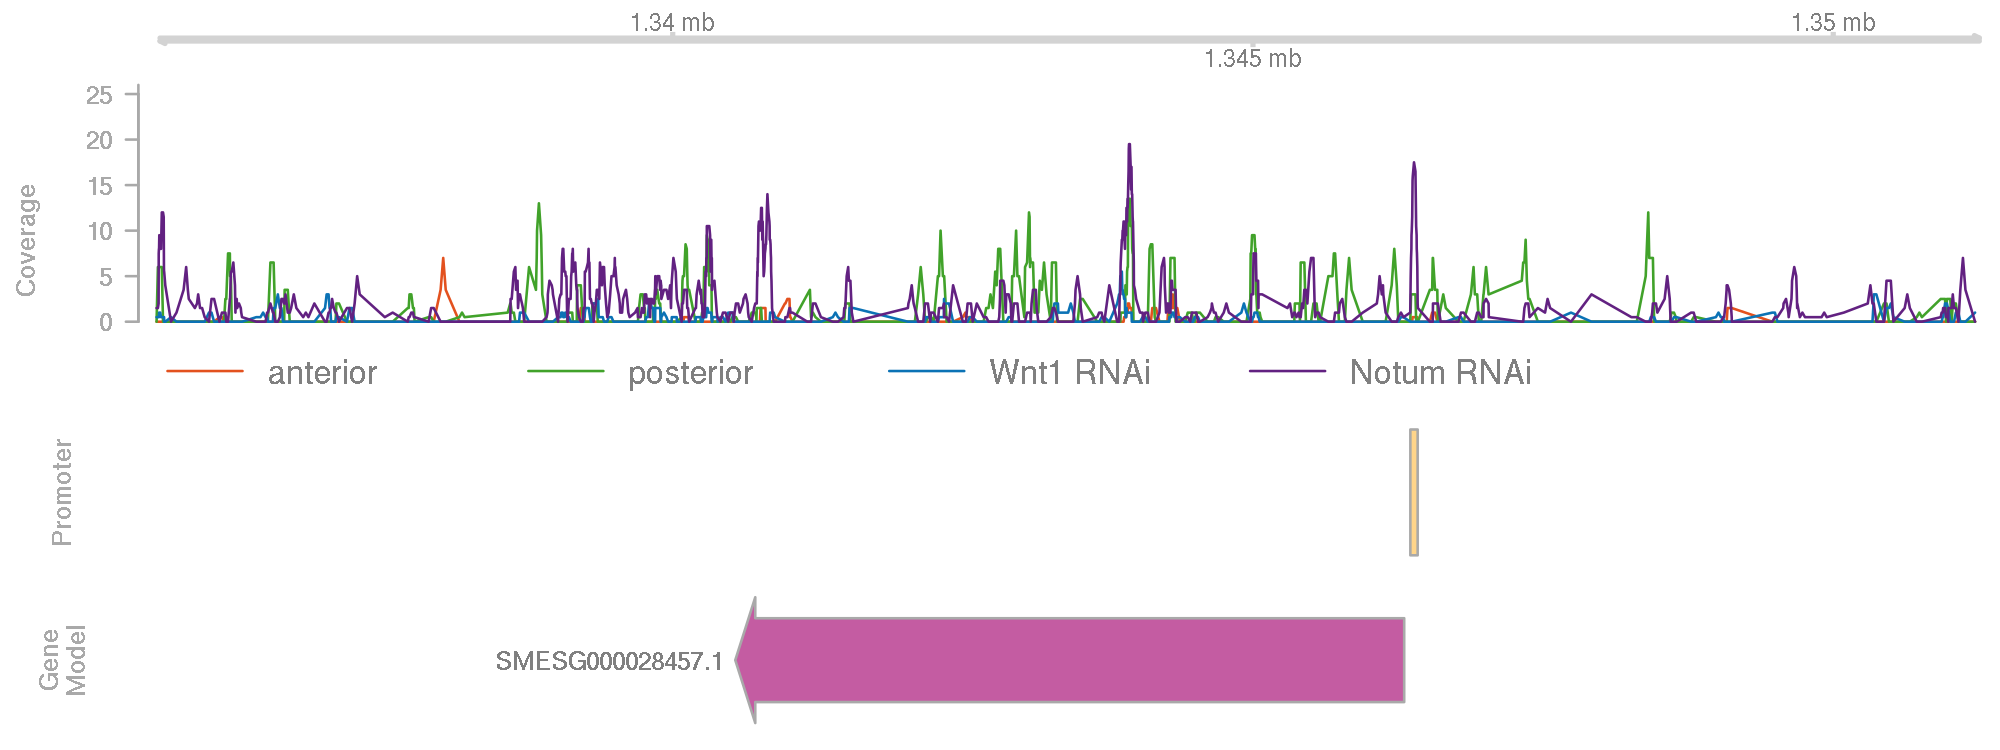 1.34 mb
1.35 mb
1.345 mb
Coverage
25
20
15
10
5
0
anterior
posterior
Wnt1 RNAi
Notum RNAi
Promoter
Gene
Model
SMESG000028457.1